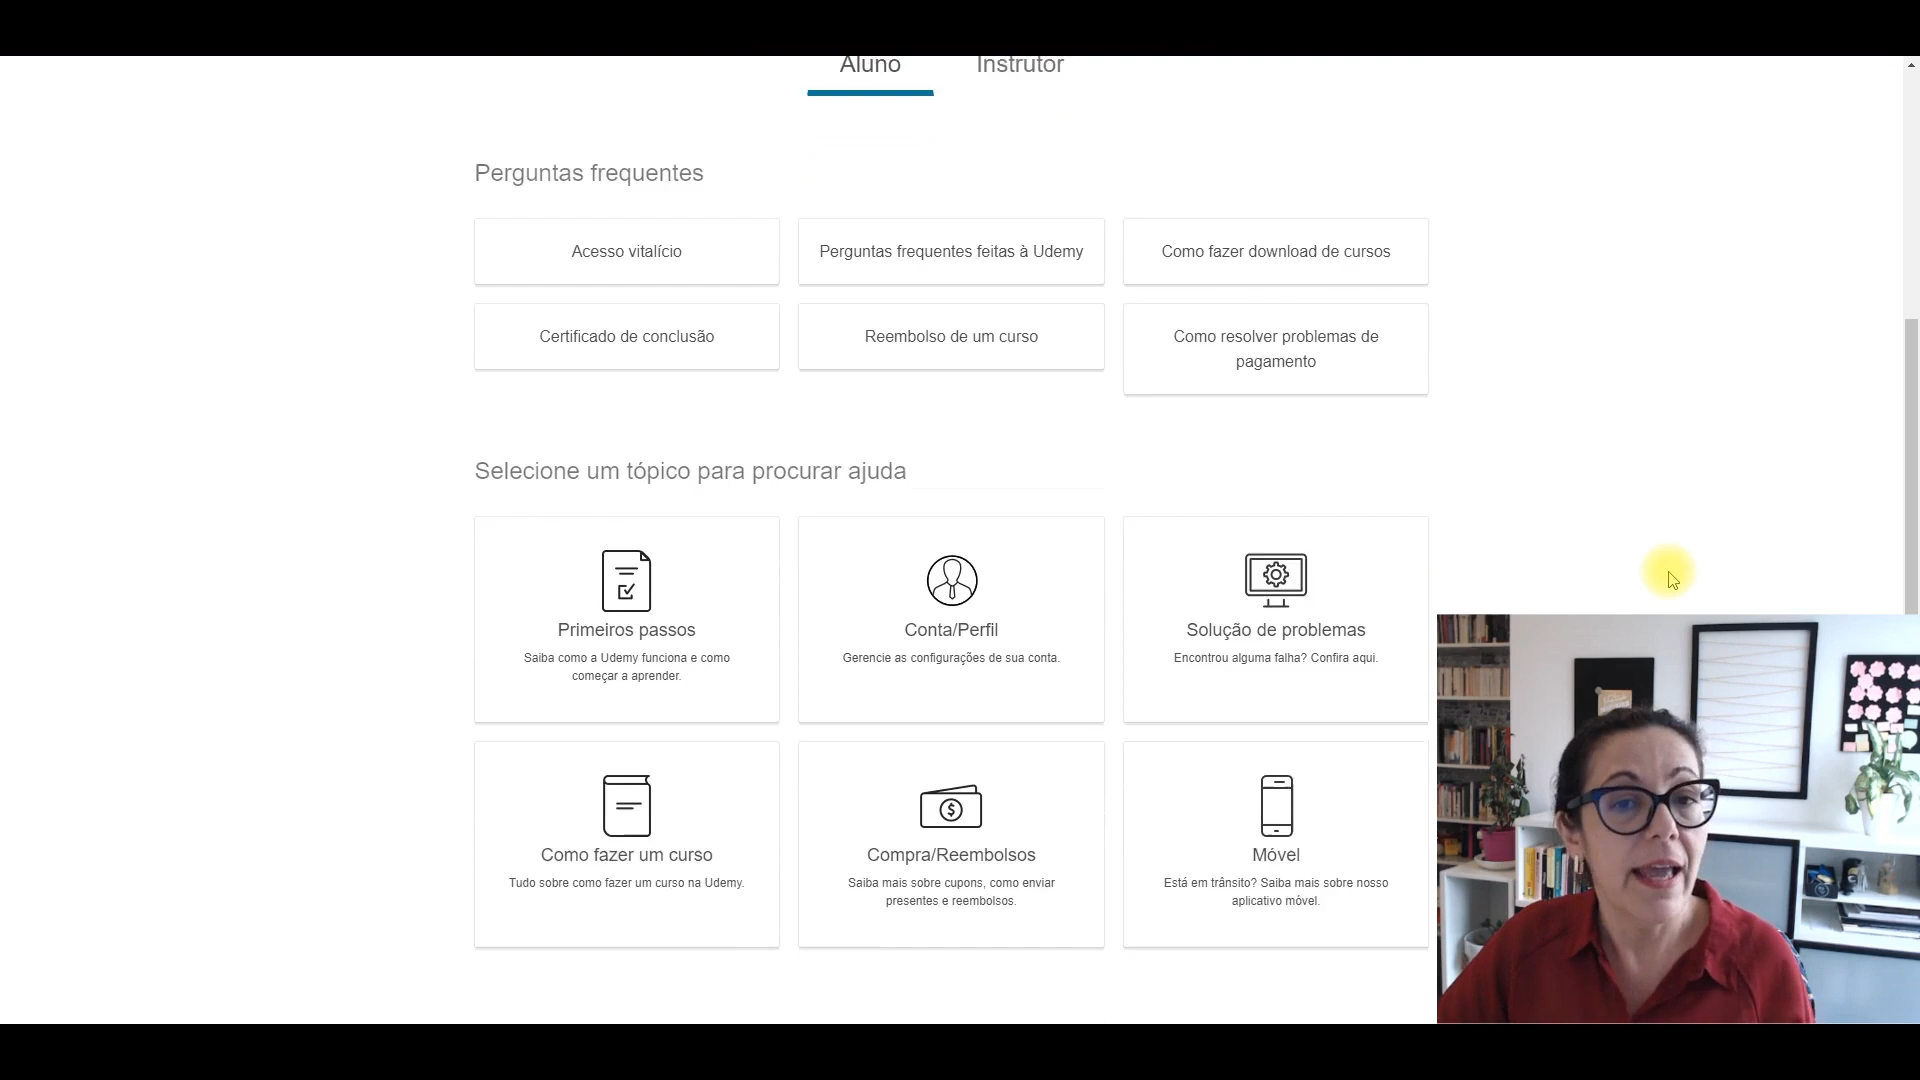 Aluno
Instrutor
Perguntas frequentes
Acesso vitalício
Perguntas frequentes feitas à Udemy
Como fazer download de cursos
Certificado de conclusão
Reembolso de um curso
Como resolver problemas de
pagamento
Selecione um tópico para procurar ajuda
Primeiros passos
Saiba como a Udemy funciona e como
começar a aprender.
Conta/Perfil
Gerencie as configurações de sua conta.
Solução de problemas
Encontrou alguma falha? Confira aqui.
Como fazer um curso
Tudo sobre como fazer um curso na Udemy.
Compra/Reembolsos
Saiba mais sobre cupons, como enviar
presentes e reembolsos.
Móvel
Está em trânsito? Saiba mais sobre nosso
aplicativo móvel.